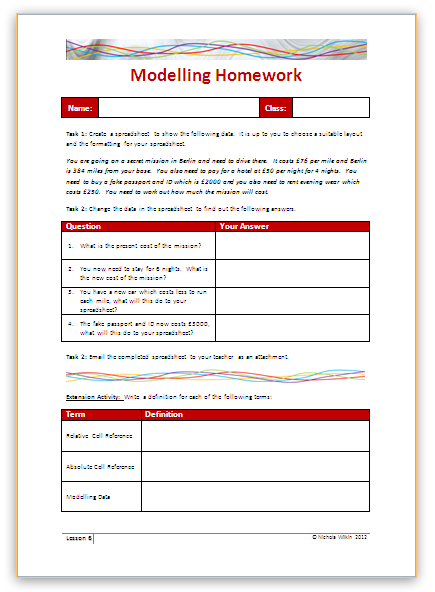 Modelling Homework
Name:
Class:
Task 1: Create a spreadsheet to show the following data. It is up to you to choose a suitable layout
and the formatting for your spreadsheet.
You are going on a secret mission in Berlin and need to drive there. It costs £76 per mile and Berlin
is 384 miles from your base. You also need to pay for a hotel at £50 per night for 4 nights. You
need to buy a fake passport and ID which is £2000 and you also need to rent evening wear which
costs £250. You need to work out how much the mission will cost.
Task 2: Change the data in the spreadsheet to find out the following answers.
Question Your Answer
1. What is the present cost of the mission?
2. You now need to stay for 6 nights. What is
the new cost of the mission?
3. You have a new car which costs less to run
each mile, what will this do to your
spreadsheet?
4. The fake passport and ID now costs £5000,
what will this do to your spreadsheet?
Task 2: Email the completed spreadsheet to your teacher as an attachment.
Extension Activity: Write a definition for each of the following terms:
Term Definition
Relative Cell Reference
Absolute Cell Reference
Modelling Data
Lesson 6
© Nichola Wilkin 2012